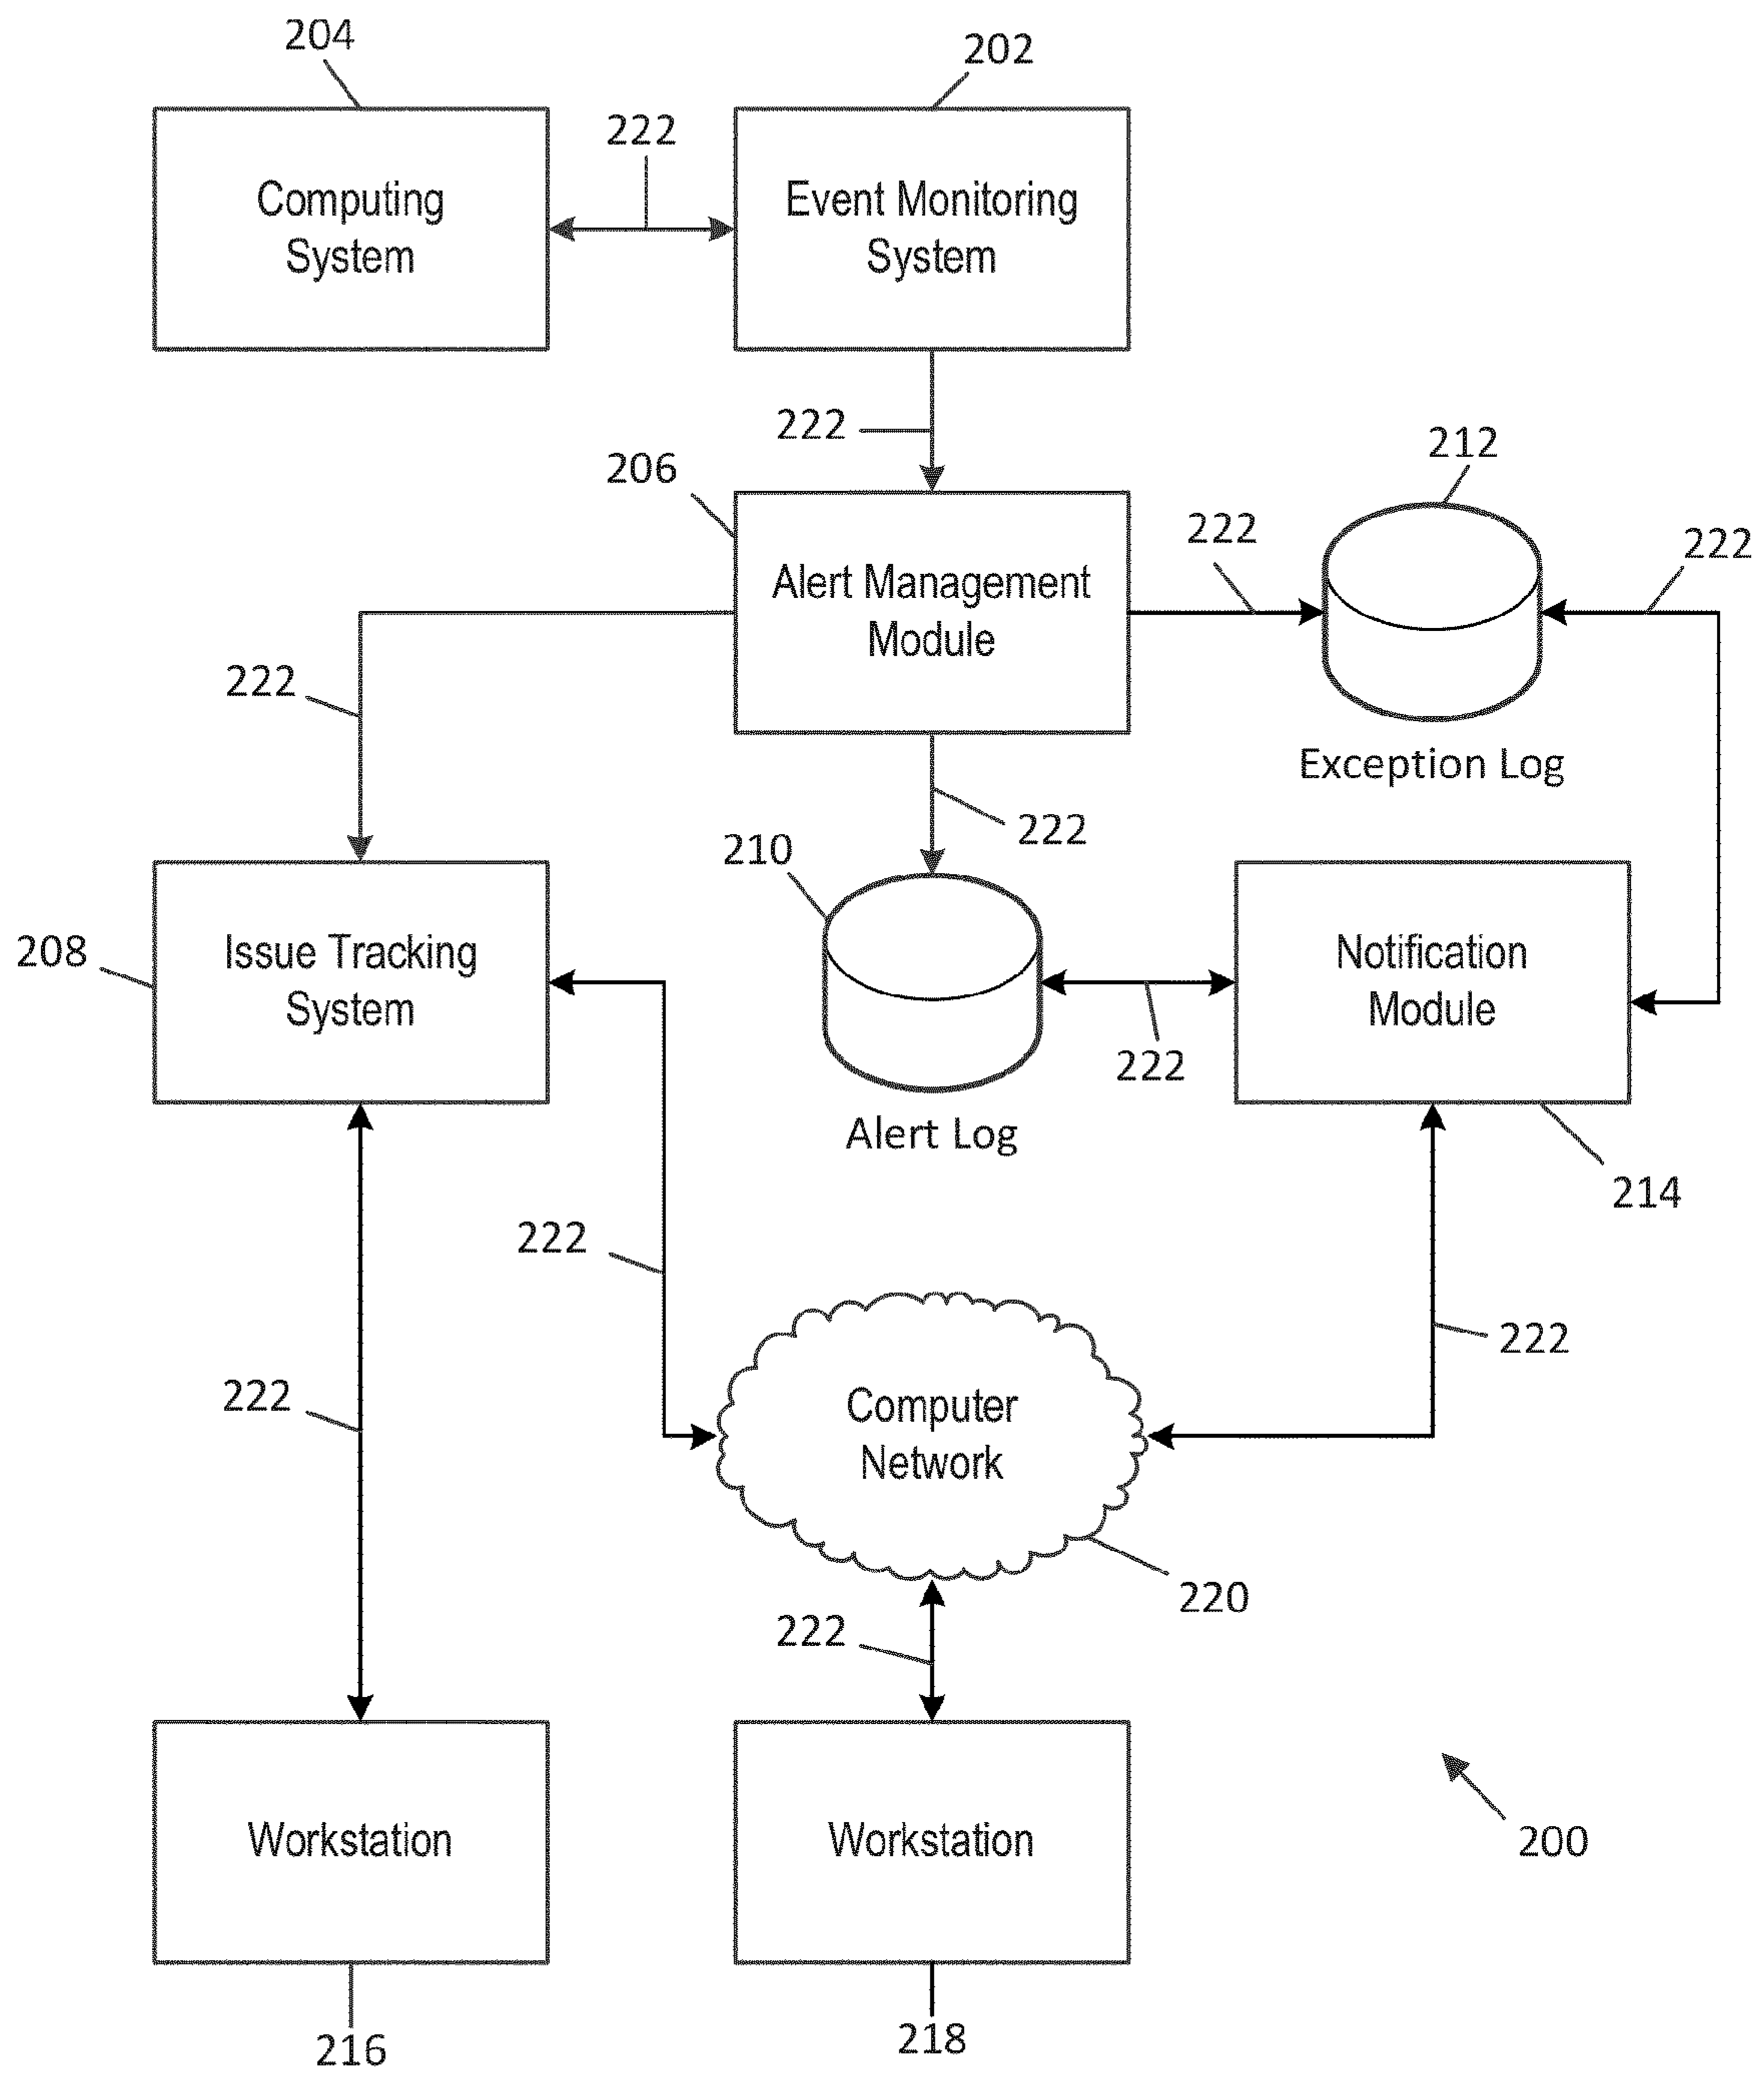 204
202
222
Computing
System
Event Monitoring
System
222
206
212
222
222
Alert Management
Module
222
Exception Log
222
210
208
Issue Tracking
System
Notification
Module
222
Alert Log
214
222
222
222
Computer
Network
220
222
Workstation
Workstation
200
216
218